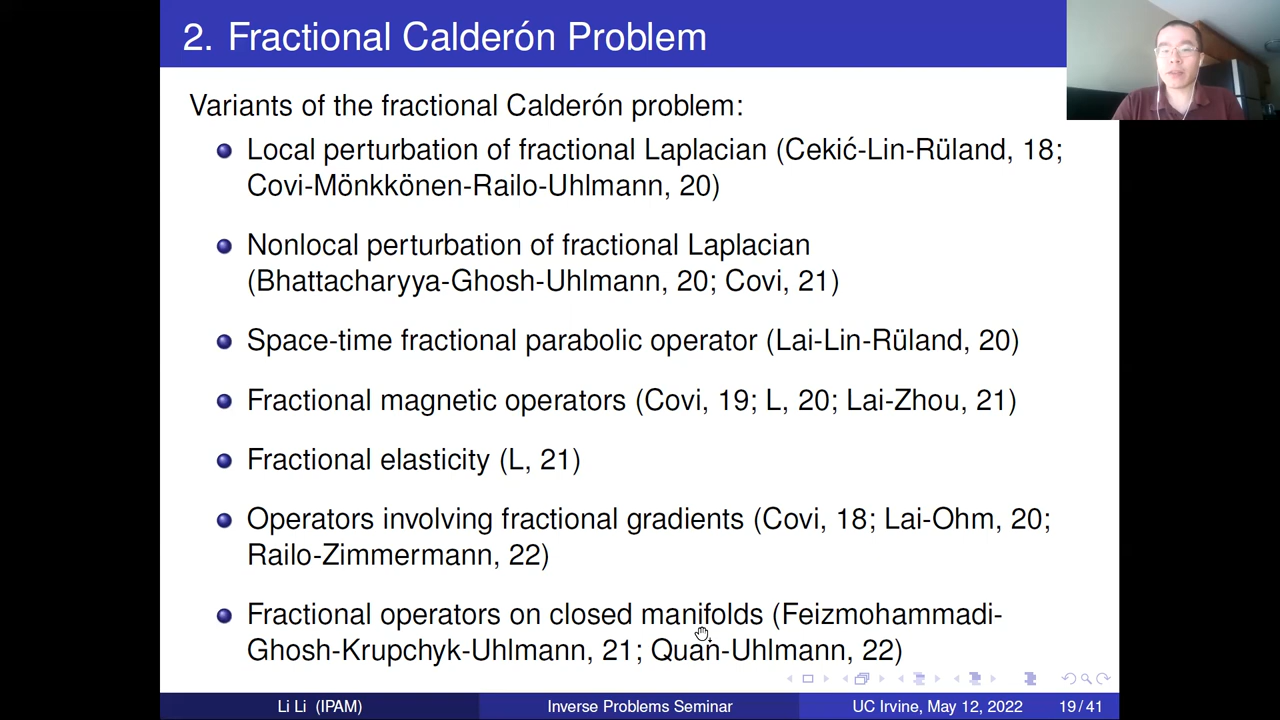 2. Fractional Calderón Problem
Variants of the fractional Calderón problem:
Local perturbation of fractional Laplacian (Cekić-Lin-Rüland, 18;
Covi-Mönkkönen-Railo-Uhlmann, 20)
Nonlocal perturbation of fractional Laplacian
(Bhattacharyya-Ghosh-Uhlmann, 20; Covi, 21)
Space-time fractional parabolic operator (Lai-Lin-Rüland, 20)
Fractional magnetic operators (Covi, 19; L, 20; Lai-Zhou, 21)
Fractional elasticity (L, 21)
Operators involving fractional gradients (Covi, 18; Lai-Ohm, 20;
Railo-Zimmermann, 22)
Fractional operators on closed manifolds (Feizmohammadi-
Ghosh-Krupchyk-Uhlmann, 21; Quan-Uhlmann, 22)
Li Li (IPAM) Inverse Problems Seminar UC Irvine, May 12, 2022 19 / 41